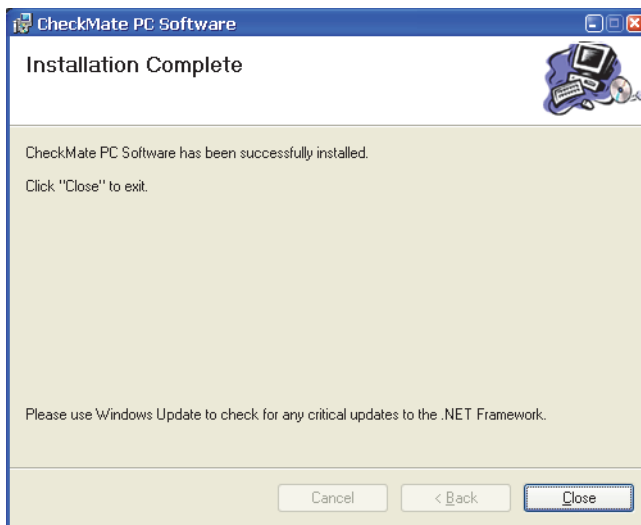 CheckMate PC Software
Installation Complete
CheckMate PC Software has been successfully installed.
Click "Close" to exit.
Please use Windows Update to check for any critical updates to the .NET Framework.
Cancel
< Back
Close